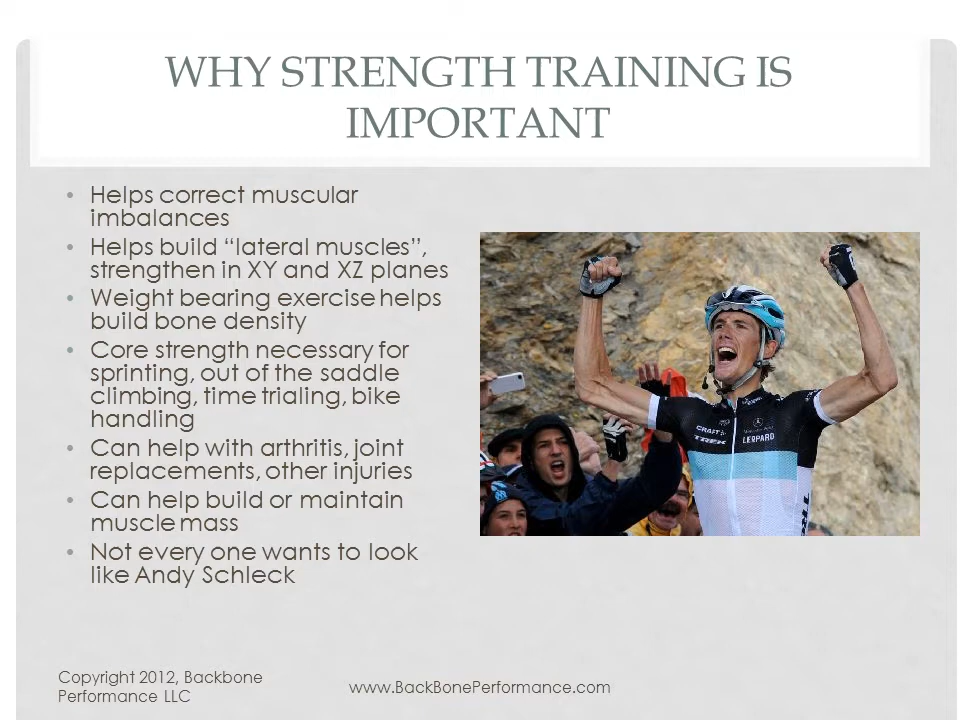 WHY STRENGTH TRAINING IS
IMPORTANT
• Helps correct muscular
imbalances
• Helps build “lateral muscles”,
strengthen in XY and XZ planes
• Weight bearing exercise helps
build bone density
• Core strength necessary for
sprinting, out of the saddle
climbing, time trialing, bike
handling
• Can help with arthritis, joint
replacements, other injuries
• Can help build or maintain
muscle mass
• Not every one wants to look
like Andy Schleck
CRAFT
TREK
LEOPARD
Copyright 2012, Backbone
Performance LLC
www.BackBonePerformance.com